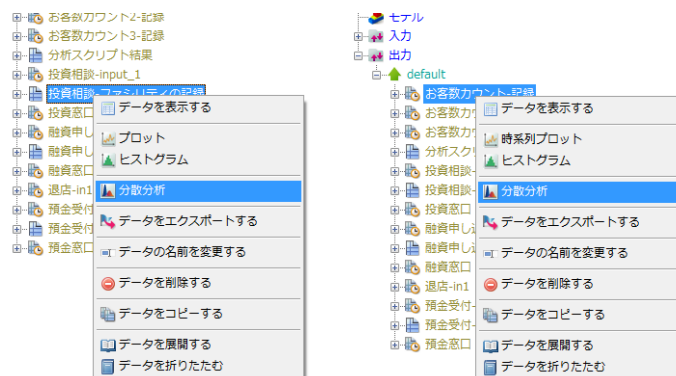 お客数カウント2-記録
お客数カウント3-記録
分析スクリプト結果
投資相談-input_1
投資相談-ファシリティの記録
投資窓口
融資申し
融資申し
融資窓口
退店-in1
預金受付
預金受付
預金窓口
データを表示する
プロット
ヒストグラム
分散分析
データをエクスポートする
データの名前を変更する
データを削除する
データをコピーする
データを展開する
データを折りたたむ
モデル
入力
出力
default
お客数カウント-記録
お客数カウ
お客数カウ
分析スクリ
投資相談-
投資相談-
投資窓口
融資申し込
融資申し込
融資窓口
退店-in1
預金受付-
預金受付-
預金窓口
データを表示する
時系列プロット
ヒストグラム
分散分析
データをエクスポートする
データの名前を変更する
データを削除する
データをコピーする
データを展開する
データを折りたたむ